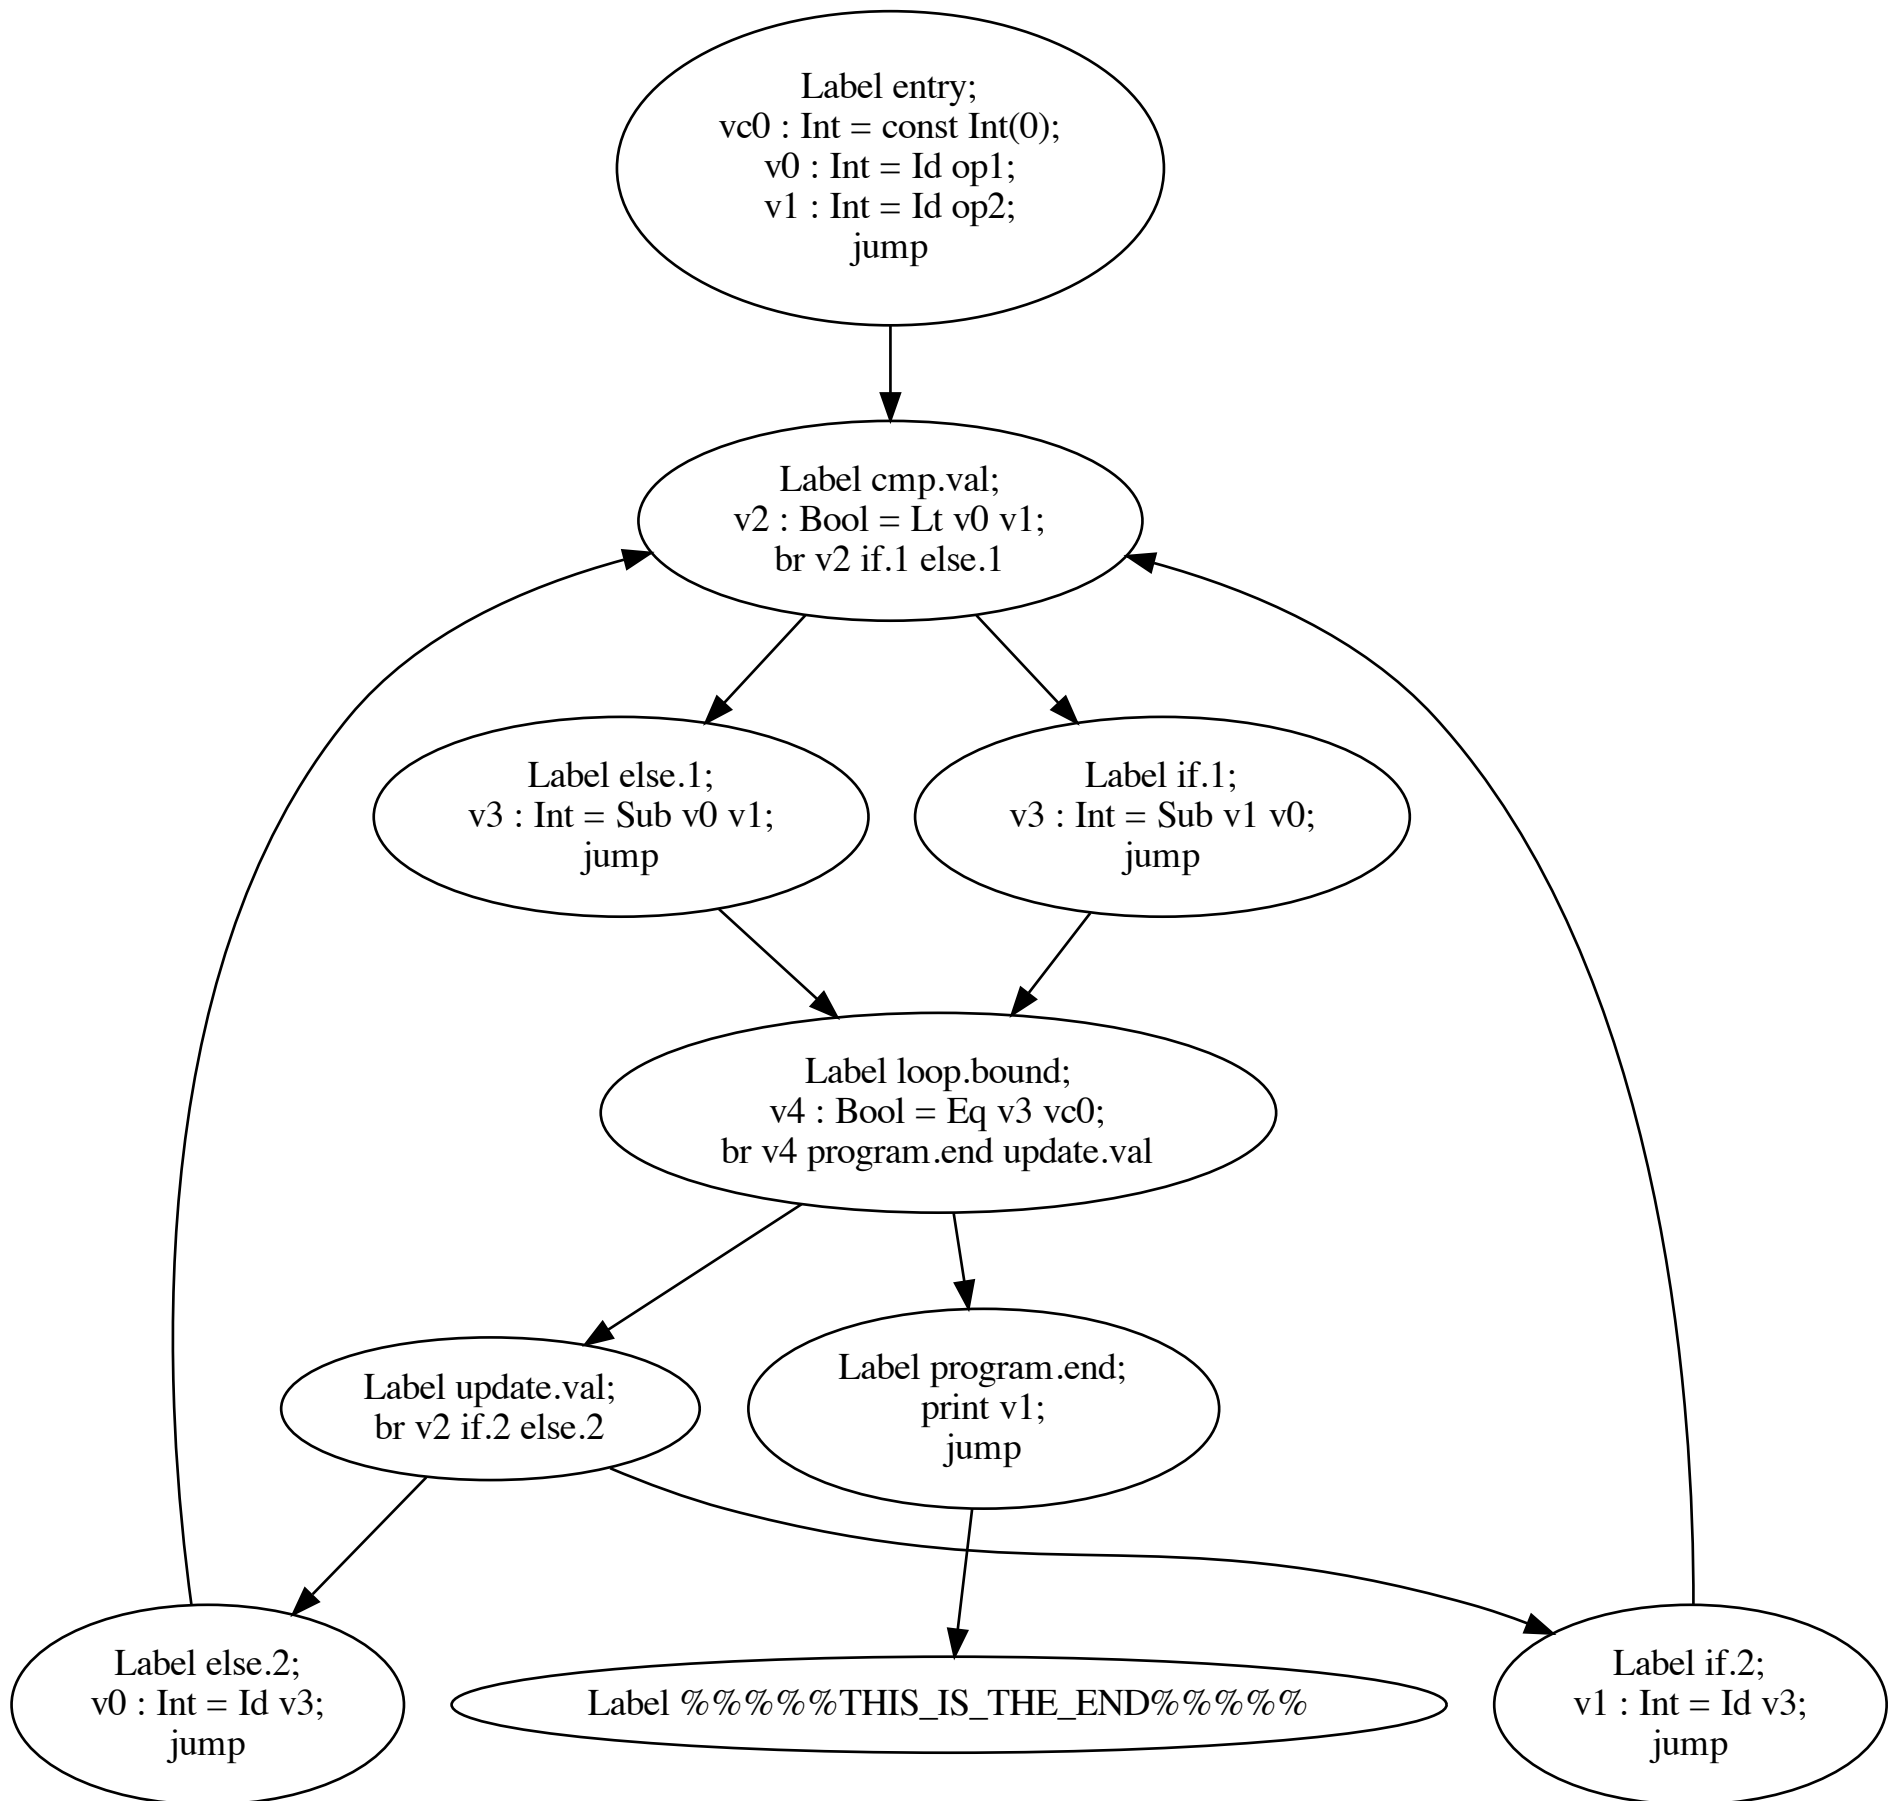 Label entry;
vc0 : Int = const Int(0);
v0 : Int = Id op1;
v1 : Int = Id op2;
jump
Label cmp.val;
v2 : Bool = Lt v0 v1;
br v2 if.1 else.1
Label else.1;
v3 : Int = Sub v0 v1;
jump
Label if.1;
v3 : Int = Sub v1 v0;
jump
Label loop.bound;
v4 : Bool = Eq v3 vc0;
br v4 program.end update.val
Label update.val;
br v2 if.2 else.2
Label program.end;
print v1;
jump
Label else.2;
v0 : Int = Id v3;
jump
Label %%%%%THIS_IS_THE_END%%%%%
Label if.2;
v1 : Int = Id v3;
jump